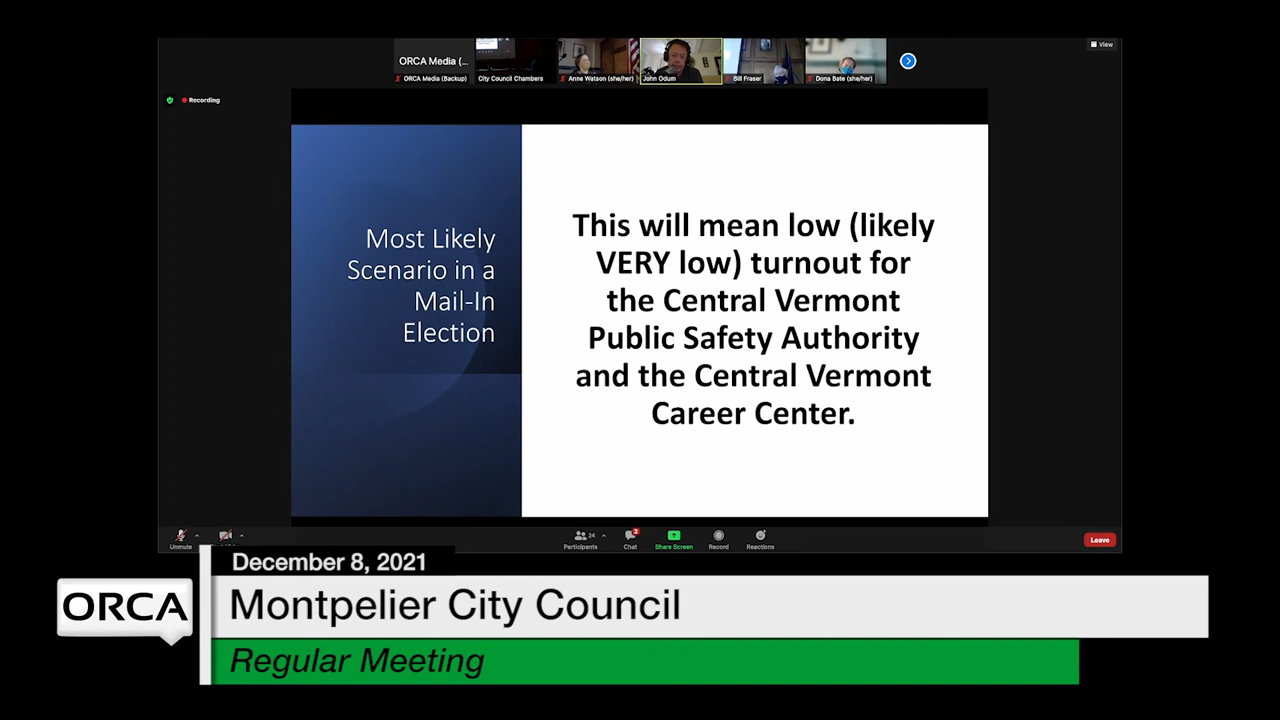 View
ORCA Media (...
ORCA Media (Backup)
City Council Chambers
Anne Watson (she/her)
John Odum
Bill Fraser
Dona Bate (she/her)
Recording
Most Likely
Scenario in a
Mail-In
Election
This will mean low (likely
VERY low) turnout for
the Central Vermont
Public Safety Authority
and the Central Vermont
Career Center.
Unmute
24
2
Participants
Chat
Share Screen
Record
Reactions
Leave
December 8, 2021
ORCA
Montpelier City Council
Regular Meeting